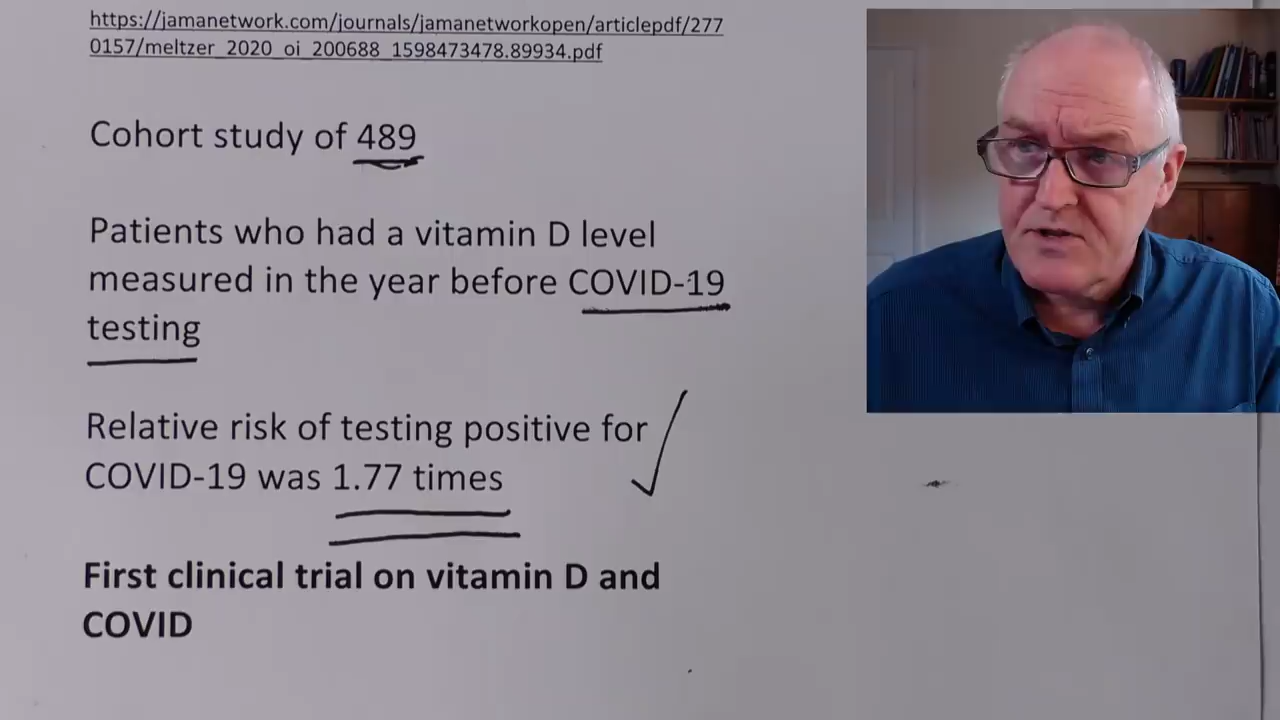 https://jamanetwork.com/journals/jamanetworkopen/articlepdf/277
0157/meltzer_2020_oi_200688_1598473478.89934.pdf
Cohort study of 489
Patients who had a vitamin D level
measured in the year before COVID-19
testing
Relative risk of testing positive for
COVID-19 was 1.77 times
First clinical trial on vitamin D and
COVID